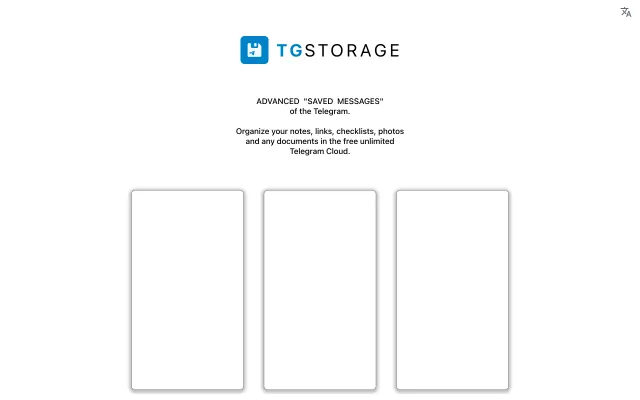 TGSTORAGE
ADVANCED "SAVED MESSAGES"
of the Telegram.
Organize your notes, links, checklists, photos
and any documents in the free unlimited
Telegram Cloud.